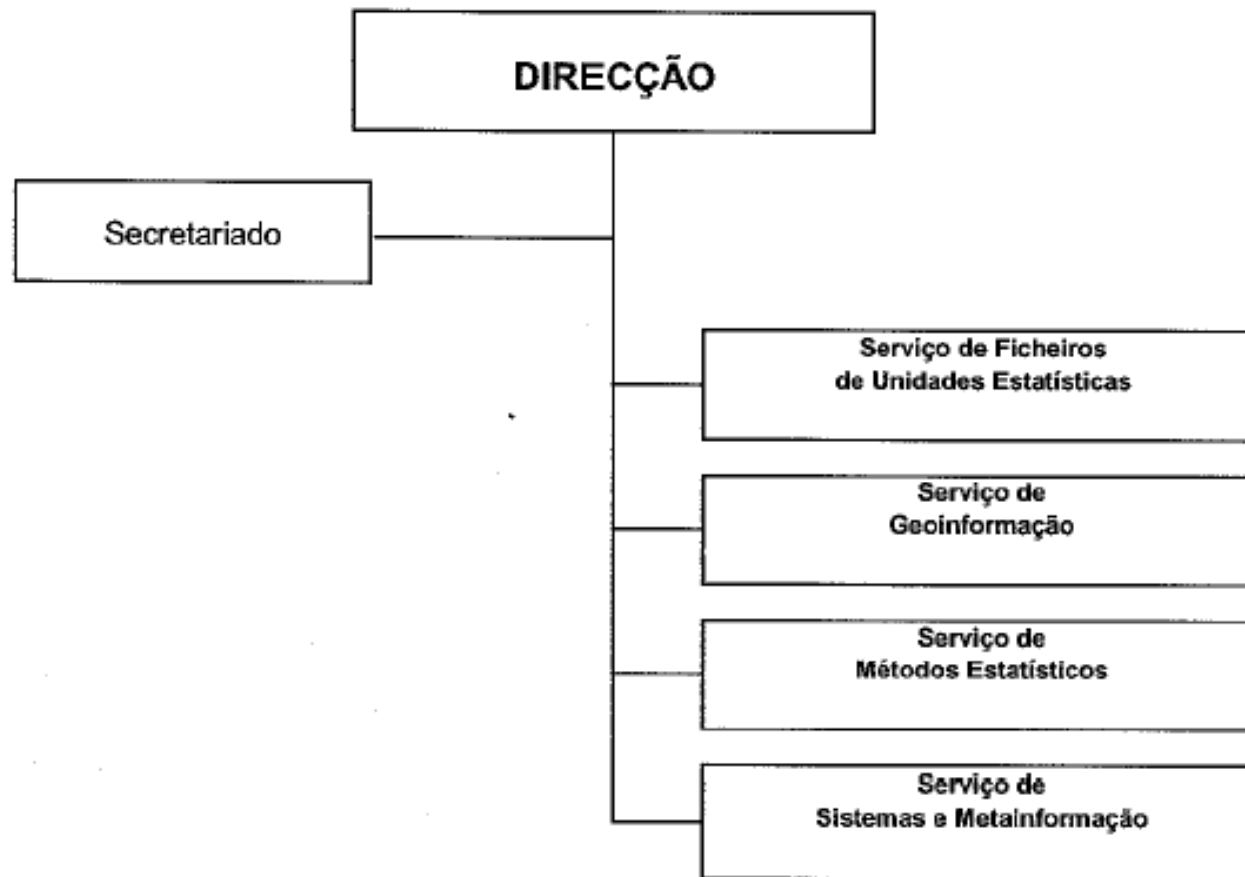 DIRECÇÃO
Secretariado
Serviço de Ficheiros
de Unidades Estatísticas
Serviço de
Geoinformação
Serviço de
Métodos Estatísticos
Serviço de
Sistemas e Metainformação